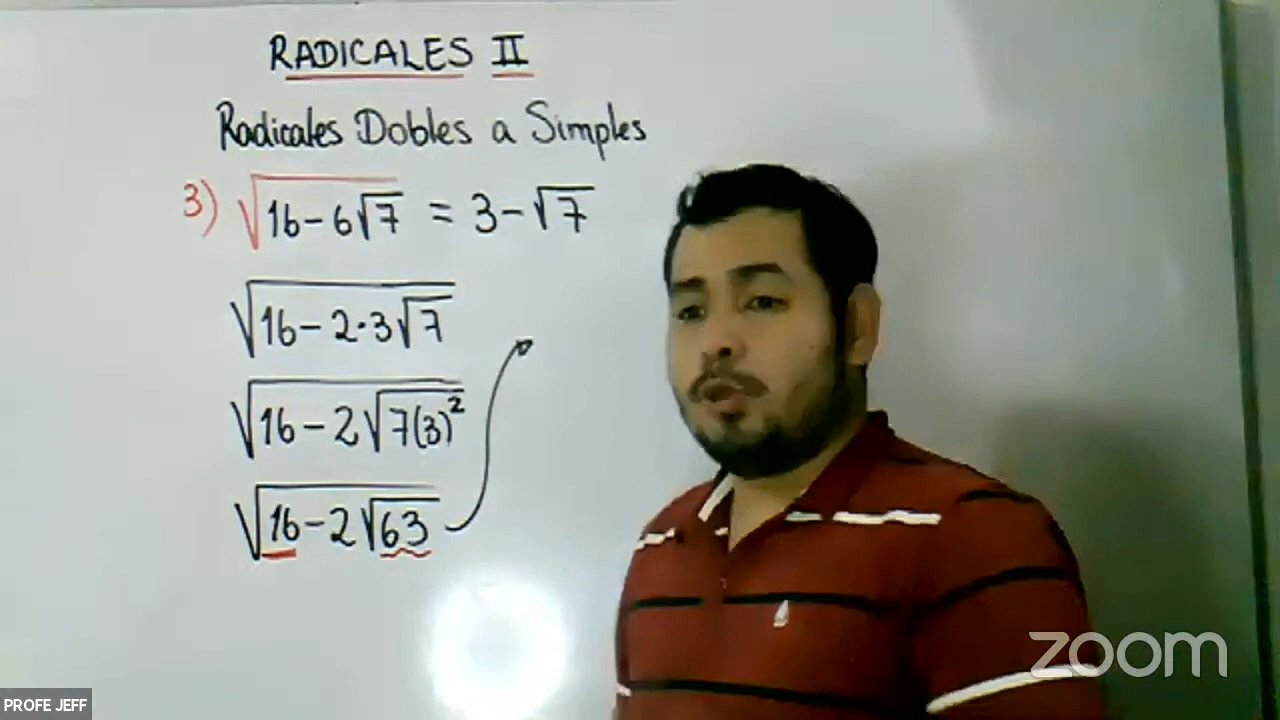 RADICALES II
Radicales Dobles a Simples
3) √(16-6√7) = 3-√7
√(16-2·3√7)
√(16-2√(7(3)²))
√(16-2√63)
zoom
PROFE JEFF